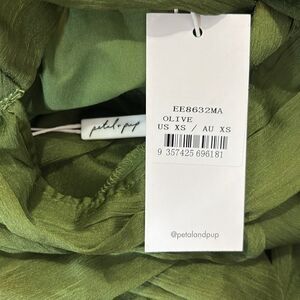 petal + pup
EE8632MA
OLIVE
US XS / AU XS
9 357425 696181
@petalandpup